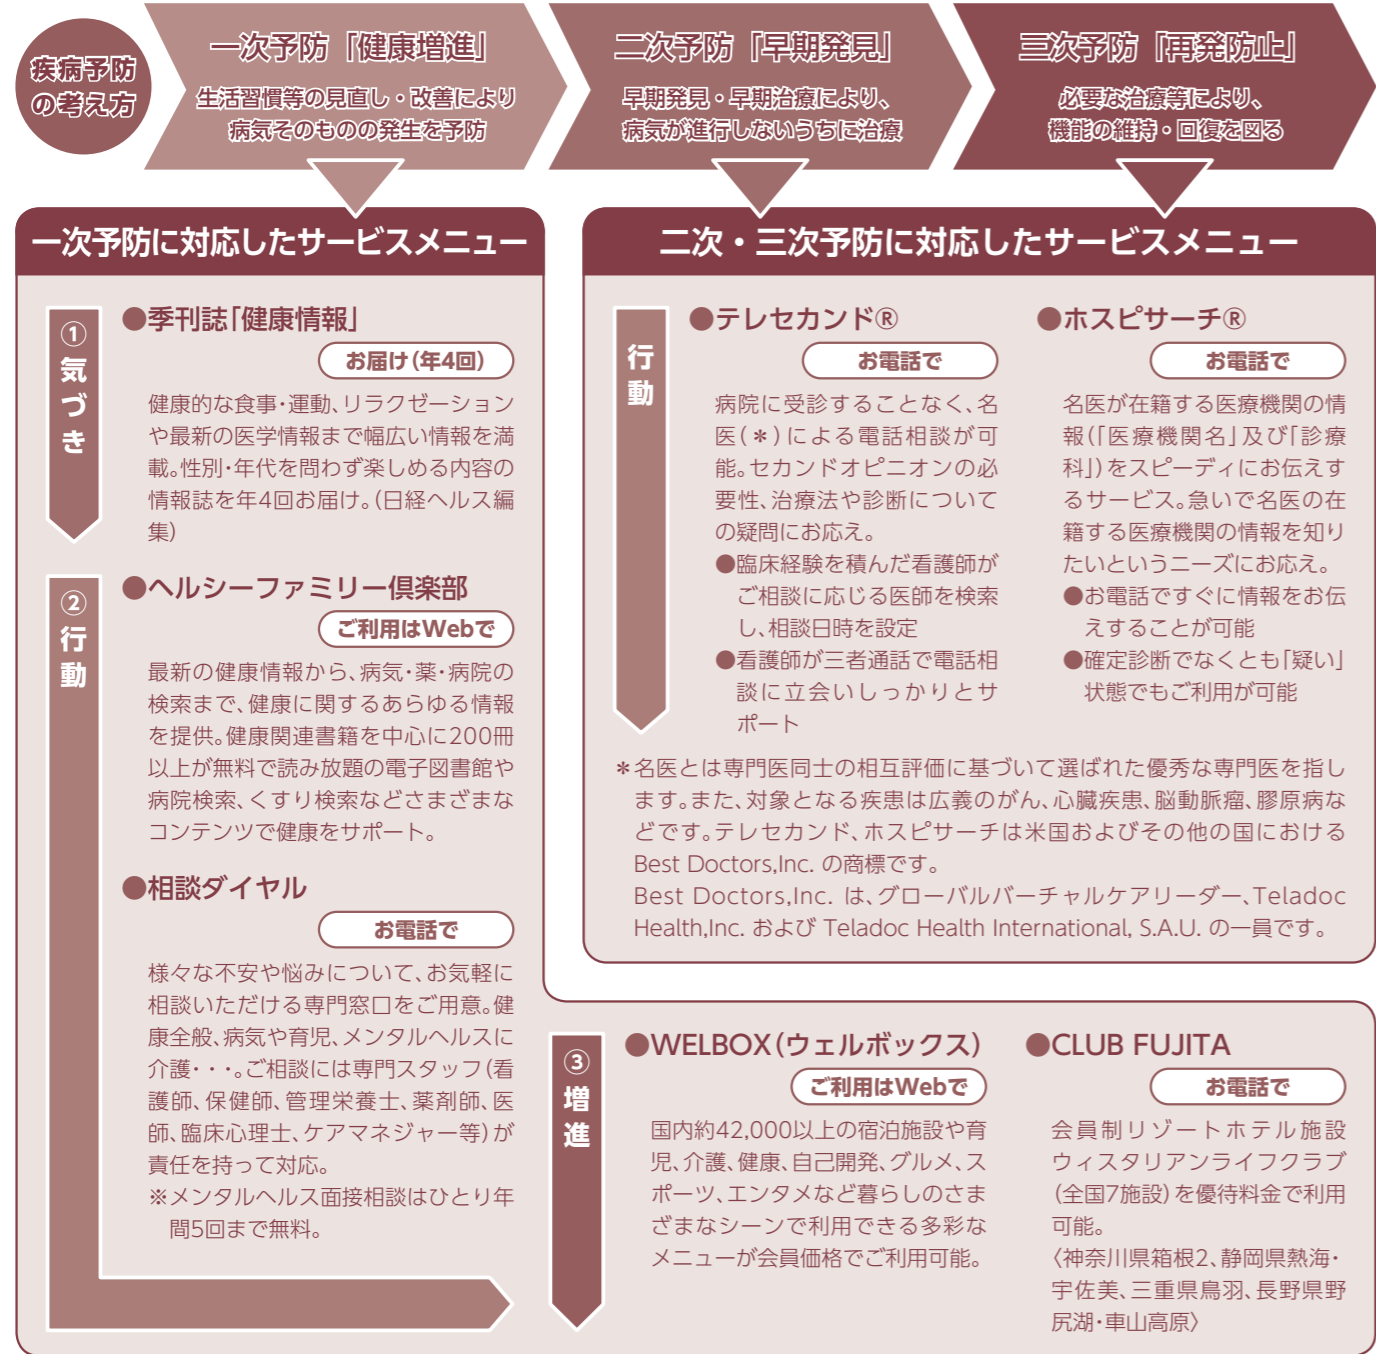 疾病予防
の考え方
一次予防「健康増進」
生活習慣等の見直し・改善により
病気そのものの発生を予防
二次予防「早期発見」
早期発見・早期治療により、
病気が進行しないうちに治療
三次予防「再発防止」
必要な治療等により、
機能の維持・回復を図る
一次予防に対応したサービスメニュー
①気づき
●季刊誌「健康情報」
お届け(年4回)
健康的な食事・運動、リラクゼーション
や最新の医学情報まで幅広い情報を満
載。性別・年代を問わず楽しめる内容の
情報誌を年4回お届け。(日経ヘルス編
集)
②行動
●ヘルシーファミリー倶楽部
ご利用はWebで
最新の健康情報から、病気・薬・病院の
検索まで、健康に関するあらゆる情報
を提供。健康関連書籍を中心に200冊
以上が無料で読み放題の電子図書館や
病院検索、くすり検索などさまざまな
コンテンツで健康をサポート。
●相談ダイヤル
お電話で
様々な不安や悩みについて、お気軽に
相談いただける専門窓口をご用意。健
康全般、病気や育児、メンタルヘルスに
介護・・・。ご相談には専門スタッフ(看
護師、保健師、管理栄養士、薬剤師、医
師、臨床心理士、ケアマネジャー等)が
責任を持って対応。
※メンタルヘルス面接相談はひとり年
間5回まで無料。
二次・三次予防に対応したサービスメニュー
行動
●テレセカンド®
お電話で
病院に受診することなく、名
医(＊)による電話相談が可
能。セカンドオピニオンの必
要性、治療法や診断について
の疑問にお応え。
●臨床経験を積んだ看護師が
ご相談に応じる医師を検索
し、相談日時を設定
●看護師が三者通話で電話相
談に立会いしっかりとサ
ポート
●ホスピサーチ®
お電話で
名医が在籍する医療機関の情
報(「医療機関名」及び「診療
科」)をスピーディにお伝えす
るサービス。急いで名医の在
籍する医療機関の情報を知り
たいというニーズにお応え。
●お電話ですぐに情報をお伝
えすることが可能
●確定診断でなくとも「疑い」
状態でもご利用が可能
＊名医とは専門医同士の相互評価に基づいて選ばれた優秀な専門医を指し
ます。また、対象となる疾患は広義のがん、心臓疾患、脳動脈瘤、膠原病な
どです。テレセカンド、ホスピサーチは米国およびその他の国における
Best Doctors,Inc. の商標です。
Best Doctors,Inc. は、グローバルバーチャルケアリーダー、Teladoc
Health,Inc. および Teladoc Health International, S.A.U. の一員です。
③増進
●WELBOX(ウェルボックス)
ご利用はWebで
国内約42,000以上の宿泊施設や育
児、介護、健康、自己開発、グルメ、ス
ポーツ、エンタメなど暮らしのさま
ざまなシーンで利用できる多彩な
メニューが会員価格でご利用可能。
●CLUB FUJITA
お電話で
会員制リゾートホテル施設
ウィスタリアンライフクラブ
(全国7施設)を優待料金で利用
可能。
〈神奈川県箱根2、静岡県熱海・
宇佐美、三重県鳥羽、長野県野
尻湖・車山高原〉